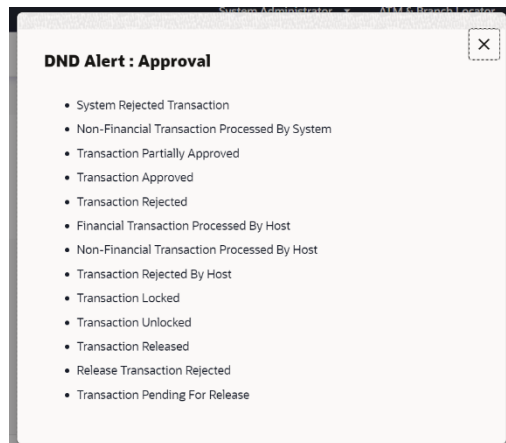 System Administrator ATM & Branch Locator
DND Alert : Approval
• System Rejected Transaction
• Non-Financial Transaction Processed By System
• Transaction Partially Approved
• Transaction Approved
• Transaction Rejected
• Financial Transaction Processed By Host
• Non-Financial Transaction Processed By Host
• Transaction Rejected By Host
• Transaction Locked
• Transaction Unlocked
• Transaction Released
• Release Transaction Rejected
• Transaction Pending For Release